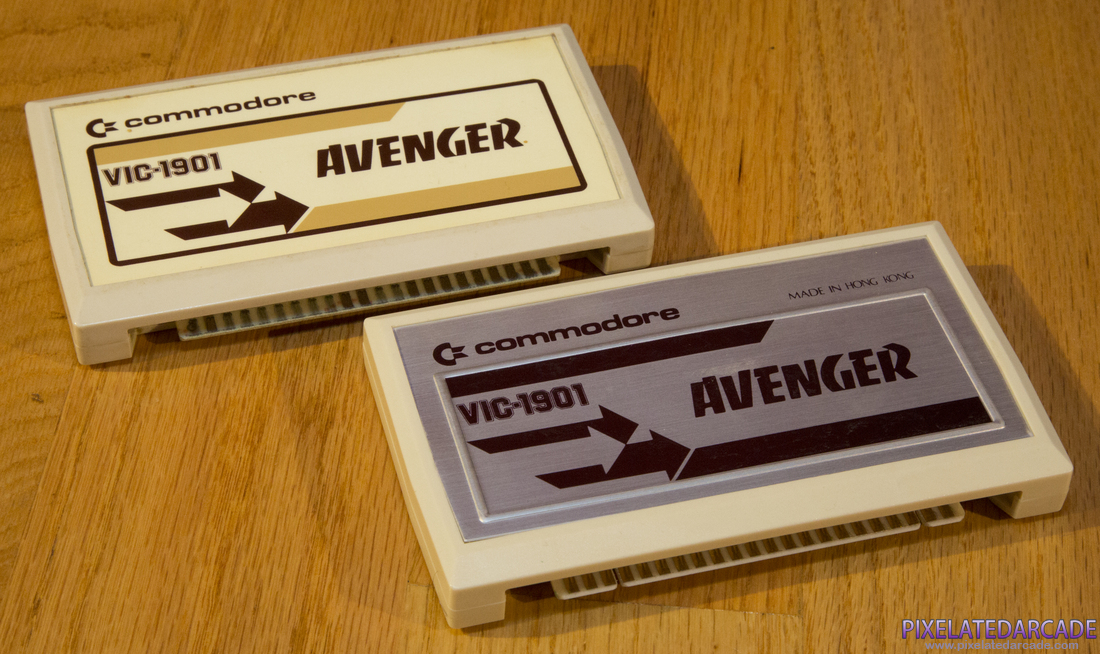 commodore
VIC-1901
AVENGER
MADE IN HONG KONG
commodore
VIC-1901
AVENGER
PIXELATEDARCADE
www.pixelatedarcade.com